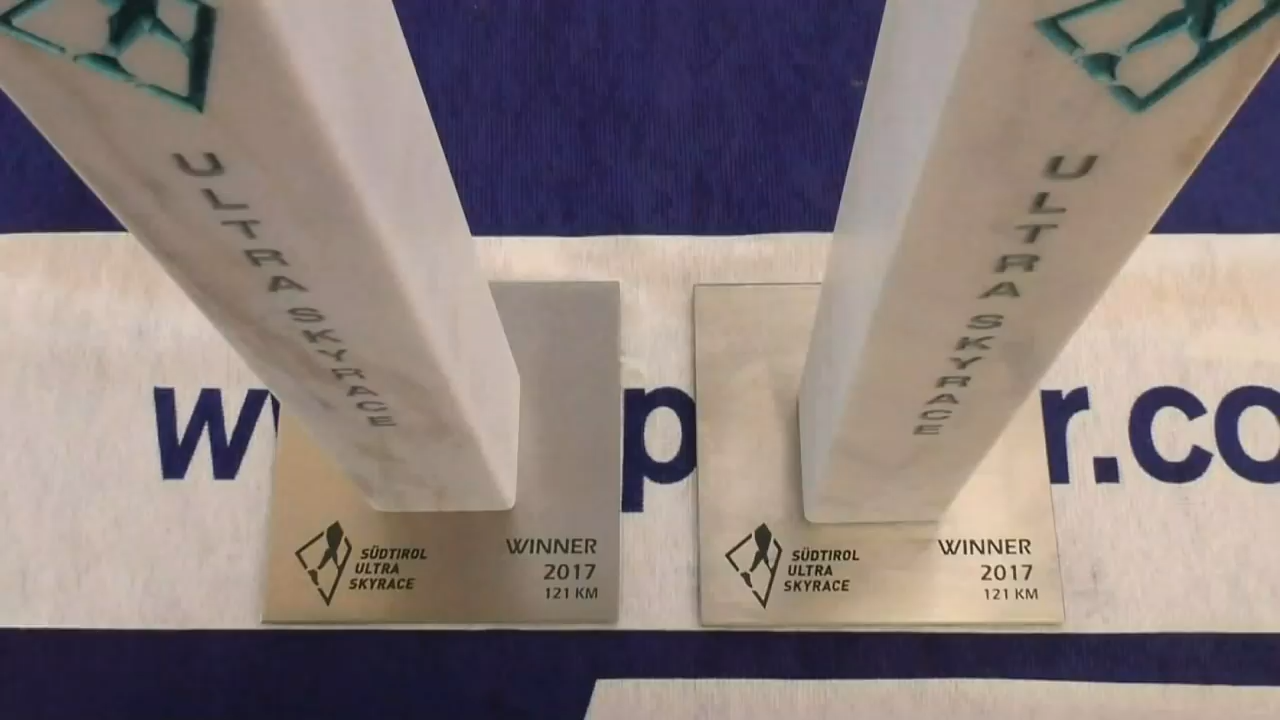 ULTRA SKYRACE
ULTRA SKYRACE
SÜDTIROL
ULTRA
SKYRACE
WINNER
2017
121 KM
SÜDTIROL
ULTRA
SKYRACE
WINNER
2017
121 KM